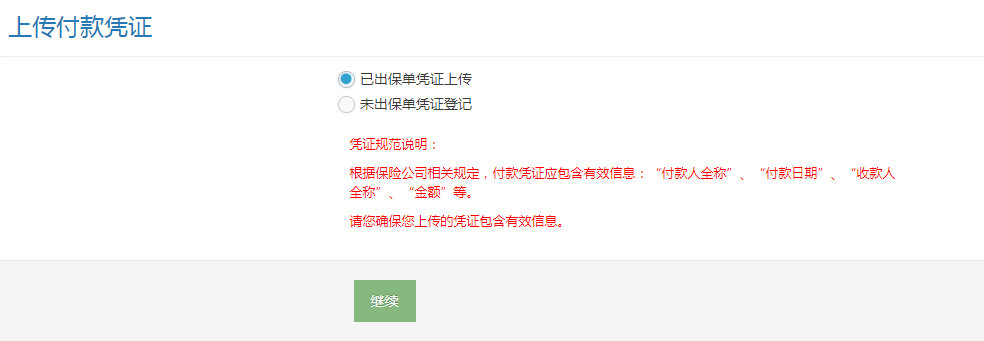 上传付款凭证
已出保单凭证上传
未出保单凭证登记
凭证规范说明：
根据保险公司相关规定，付款凭证应包含有效信息：“付款人全称”、“付款日期”、“收款人
全称”、“金额”等。
请您确保您上传的凭证包含有效信息。
继续